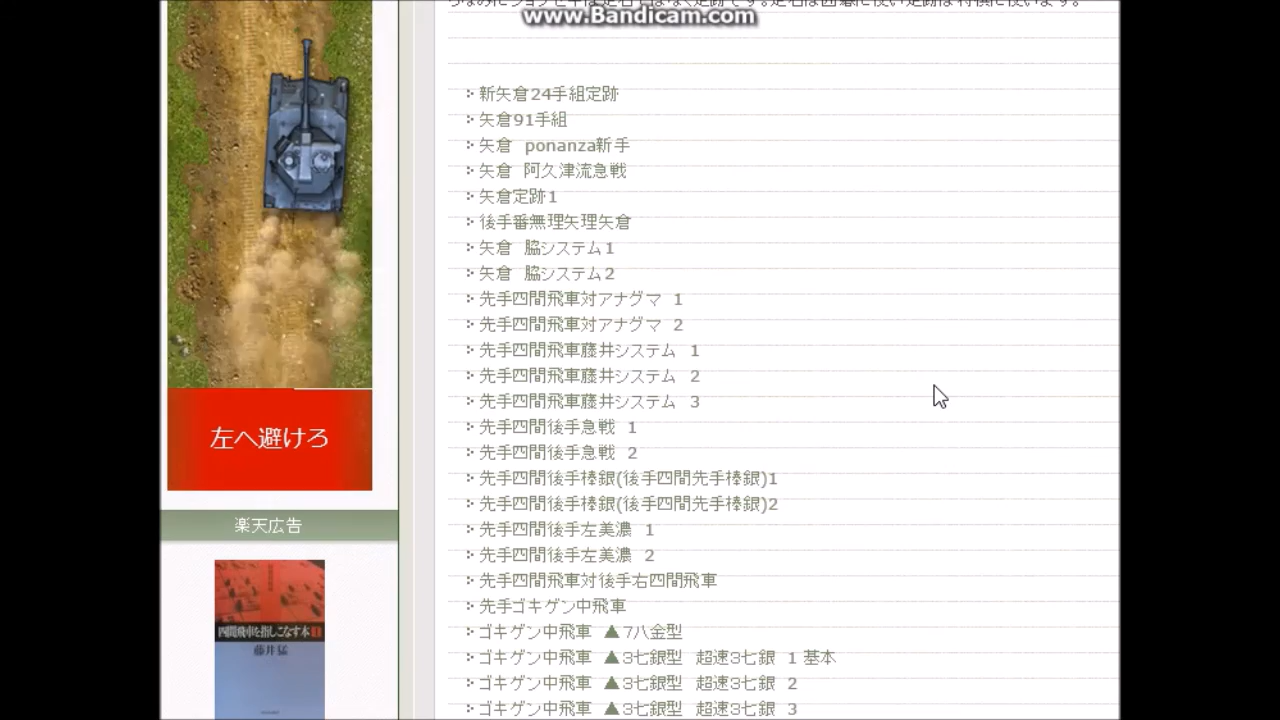 www.Bandicam.com
新矢倉24手組定跡
矢倉91手組
矢倉 ponanza新手
矢倉 阿久津流急戦
矢倉定跡1
後手番無理矢理矢倉
矢倉 脇システム1
矢倉 脇システム2
先手四間飛車対アナグマ 1
先手四間飛車対アナグマ 2
先手四間飛車藤井システム 1
先手四間飛車藤井システム 2
先手四間飛車藤井システム 3
先手四間後手急戦 1
先手四間後手急戦 2
先手四間後手棒銀(後手四間先手棒銀)1
先手四間後手棒銀(後手四間先手棒銀)2
先手四間後手左美濃 1
先手四間後手左美濃 2
先手四間飛車対後手右四間飛車
先手ゴキゲン中飛車
ゴキゲン中飛車 ▲7八金型
ゴキゲン中飛車 ▲3七銀型 超速3七銀 1 基本
ゴキゲン中飛車 ▲3七銀型 超速3七銀 2
ゴキゲン中飛車 ▲3七銀型 超速3七銀 3
左へ避けろ
楽天広告
四間飛車を指しこなす本 1
藤井猛